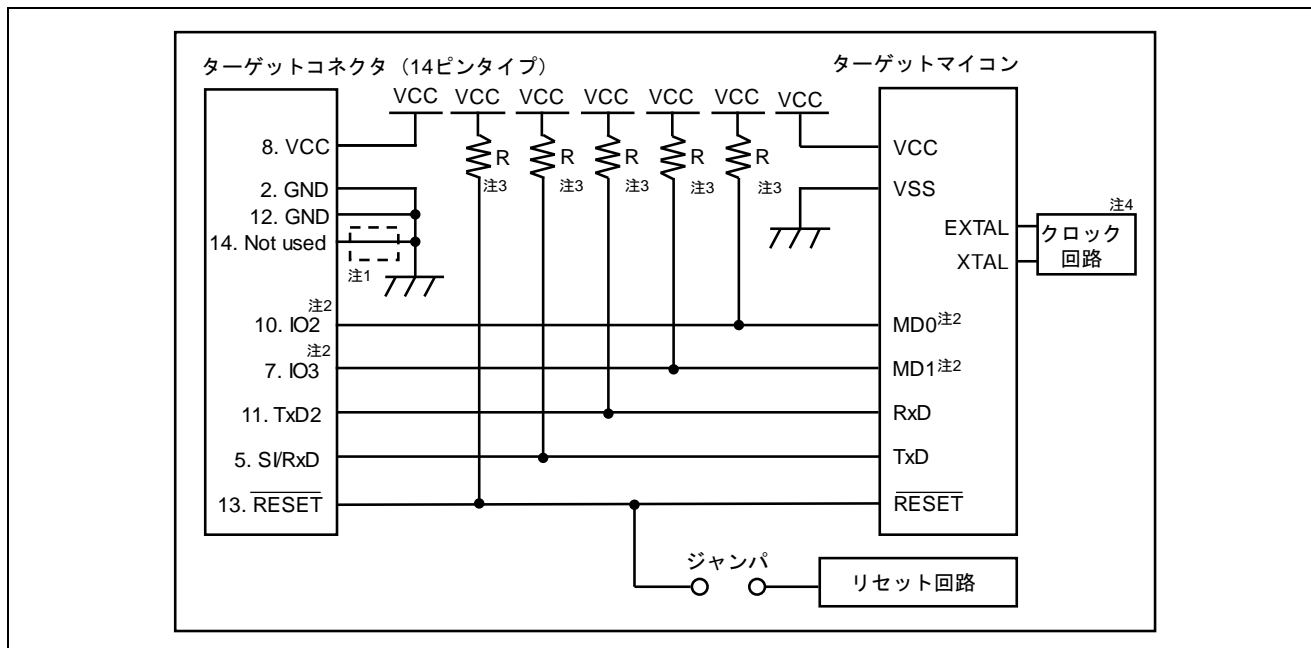 ターゲットコネクタ（14ピンタイプ）
ターゲットマイコン
VCC VCC VCC VCC VCC VCC VCC
8. VCC
R R R R R
注3 注3 注3 注3 注3
VCC
2. GND
VSS
12. GND
14. Not used
注1
注4
EXTAL
XTAL
クロック
回路
注2
10. IO2
MD0注2
注2
7. IO3
MD1注2
11. TxD2
RxD
5. SI/RxD
TxD
13. RESET
RESET
ジャンパ
リセット回路